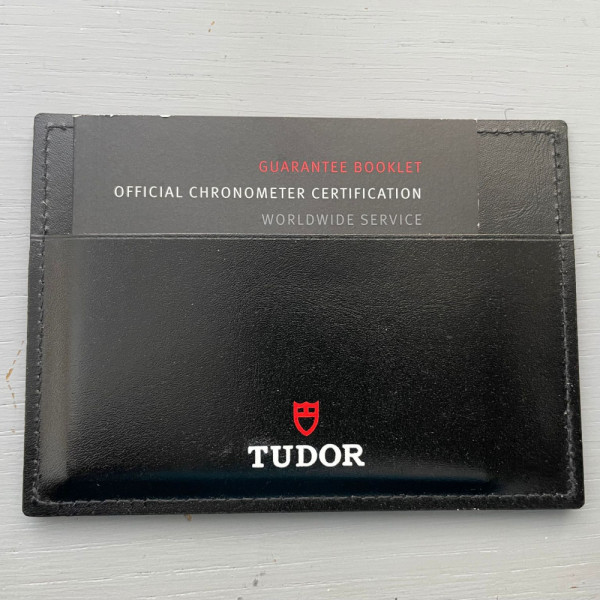 GUARANTEE BOOKLET
OFFICIAL CHRONOMETER CERTIFICATION
WORLDWIDE SERVICE
TUDOR